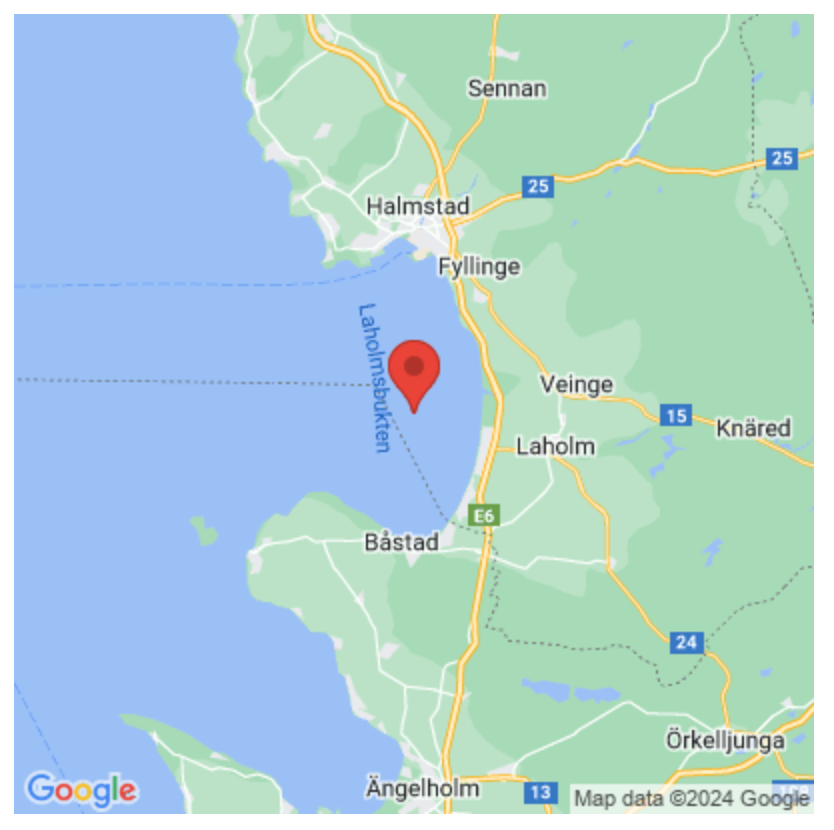 Sennan
25
25
Halmstad
Fyllinge
Laholmsbukten
Veinge
15
Knäred
Laholm
E6
Båstad
24
Örkelljunga
Ängelholm
13
Google
Map data ©2024 Google